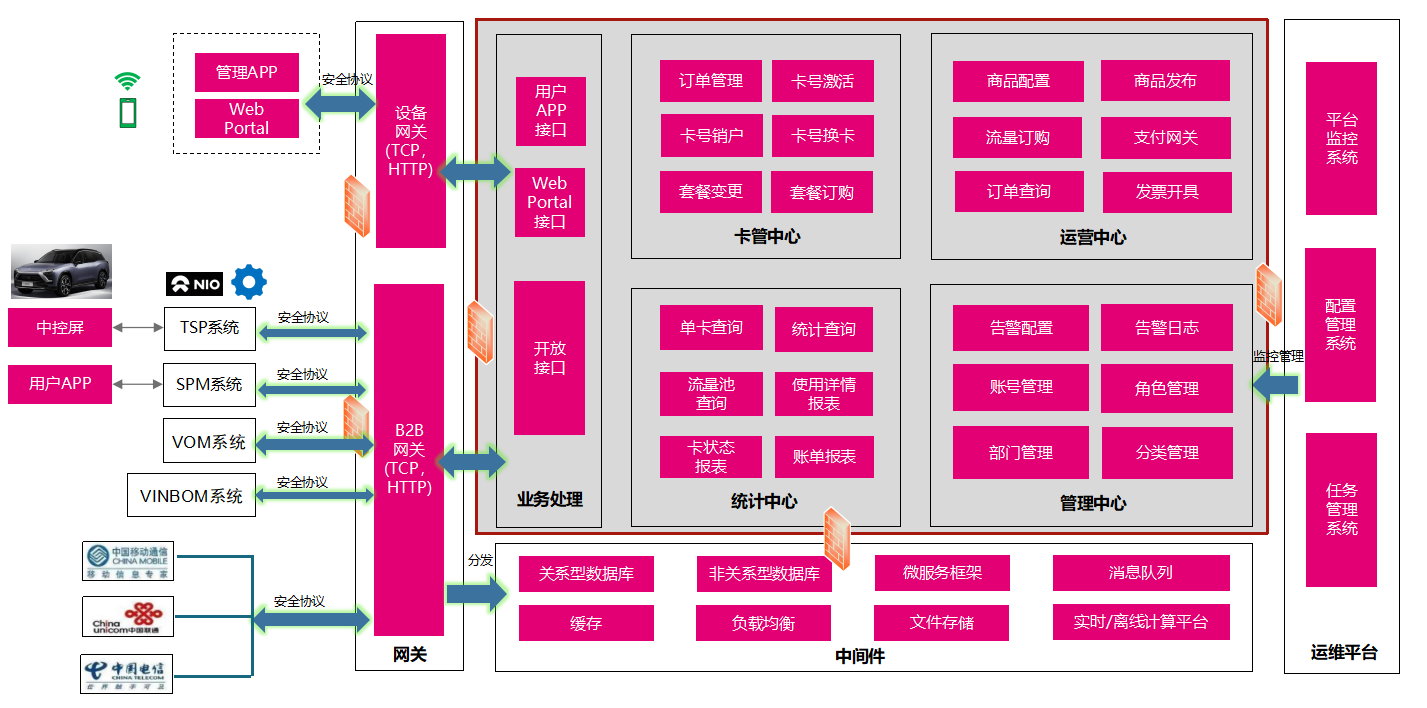 管理APP
Web
Portal
安全协议
NIO
中控屏
TSP系统
安全协议
用户APP
SPM系统
安全协议
VOM系统
安全协议
VINBOM系统
安全协议
中国移动通信
CHINA MOBILE
移动信息专家
China
unicom中国联通
中国电信
CHINA TELECOM
世界触手可及
安全协议
设备
网关
(TCP,
HTTP)
B2B
网关
(TCP,
HTTP)
网关
分发
用户
APP
接口
Web
Portal
接口
开放
接口
业务处理
订单管理
卡号激活
卡号销户
卡号换卡
套餐变更
套餐订购
卡管中心
商品配置
商品发布
流量订购
支付网关
订单查询
发票开具
运营中心
单卡查询
统计查询
流量池
查询
使用详情
报表
卡状态
报表
账单报表
统计中心
告警配置
告警日志
账号管理
角色管理
部门管理
分类管理
管理中心
关系型数据库
非关系型数据库
微服务框架
消息队列
缓存
负载均衡
文件存储
实时/离线计算平台
中间件
监控管理
平台
监控
系统
配置
管理
系统
任务
管理
系统
运维平台